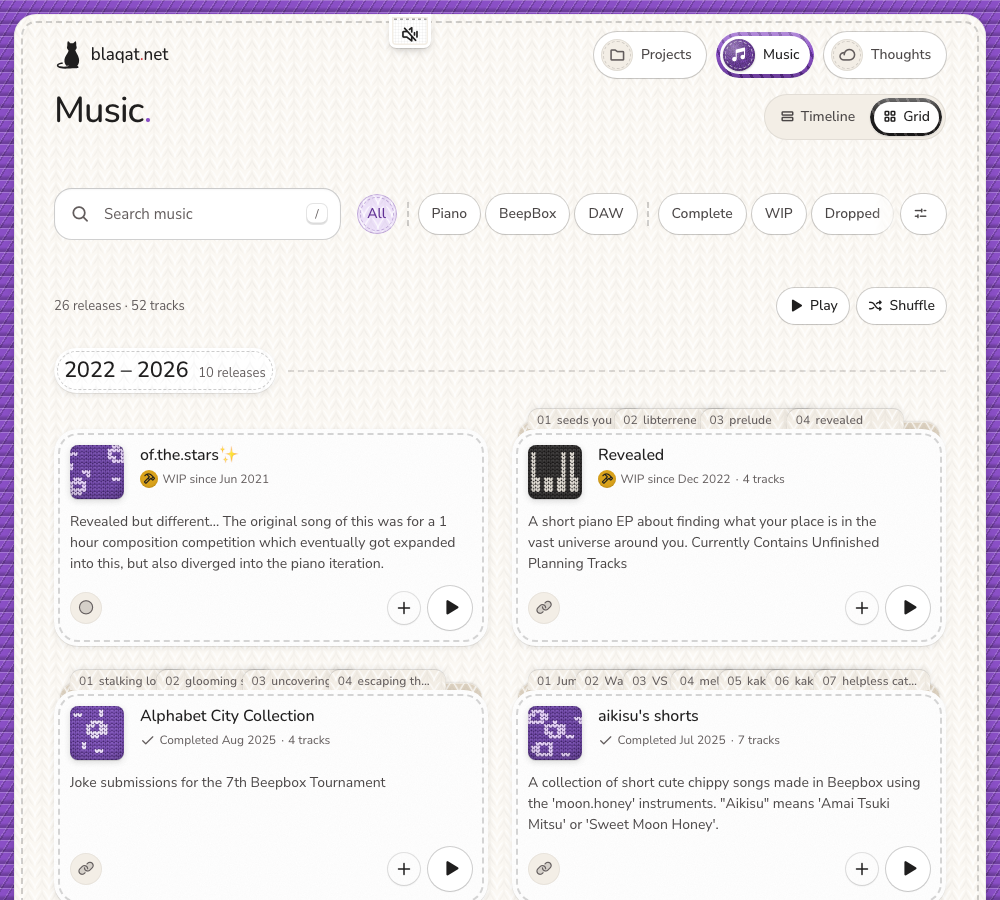 blaqat.net
Projects
Music
Thoughts
Music.
Timeline
Grid
Search music
/
All
Piano
BeepBox
DAW
Complete
WIP
Dropped
26 releases · 52 tracks
Play
Shuffle
2022 – 2026 10 releases
01 seeds you 02 libterrene 03 prelude 04 revealed
of.the.stars✨
WIP since Jun 2021
Revealed but different... The original song of this was for a 1
hour composition competition which eventually got expanded
into this, but also diverged into the piano iteration.
Revealed
WIP since Dec 2022 · 4 tracks
A short piano EP about finding what your place is in the
vast universe around you. Currently Contains Unfinished
Planning Tracks
01 stalking lo 02 glooming 03 uncovering 04 escaping th...
Alphabet City Collection
Completed Aug 2025 · 4 tracks
Joke submissions for the 7th Beepbox Tournament
01 Jum 02 Wa 03 VS 04 mel 05 kak 06 kak 07 helpless cat...
aikisu's shorts
Completed Jul 2025 · 7 tracks
A collection of short cute chippy songs made in Beepbox using
the 'moon.honey' instruments. "Aikisu" means 'Amai Tsuki
Mitsu' or 'Sweet Moon Honey'.